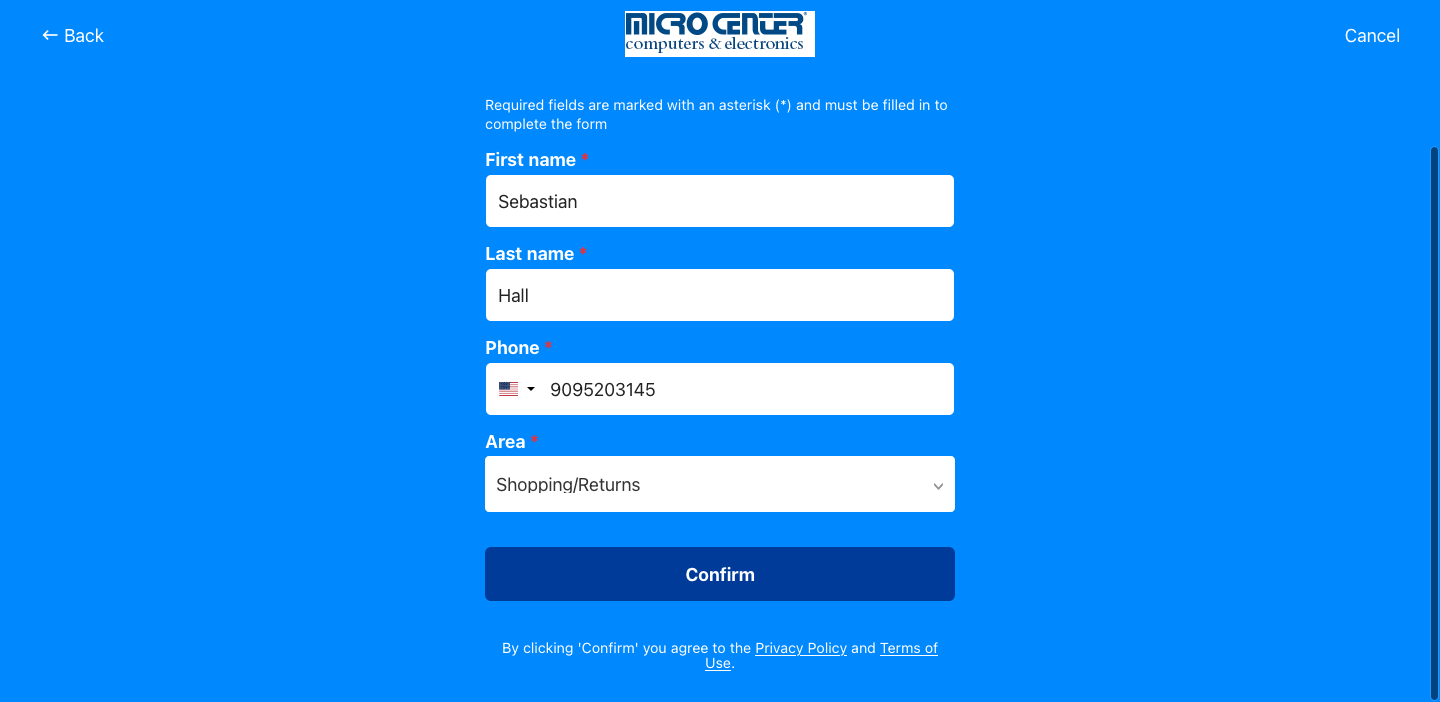 ← Back
MICRO CENTER
computers & electronics
Cancel
Required fields are marked with an asterisk (*) and must be filled in to
complete the form
First name *
Sebastian
Last name *
Hall
Phone *
9095203145
Area *
Shopping/Returns
Confirm
By clicking 'Confirm' you agree to the Privacy Policy and Terms of
Use.